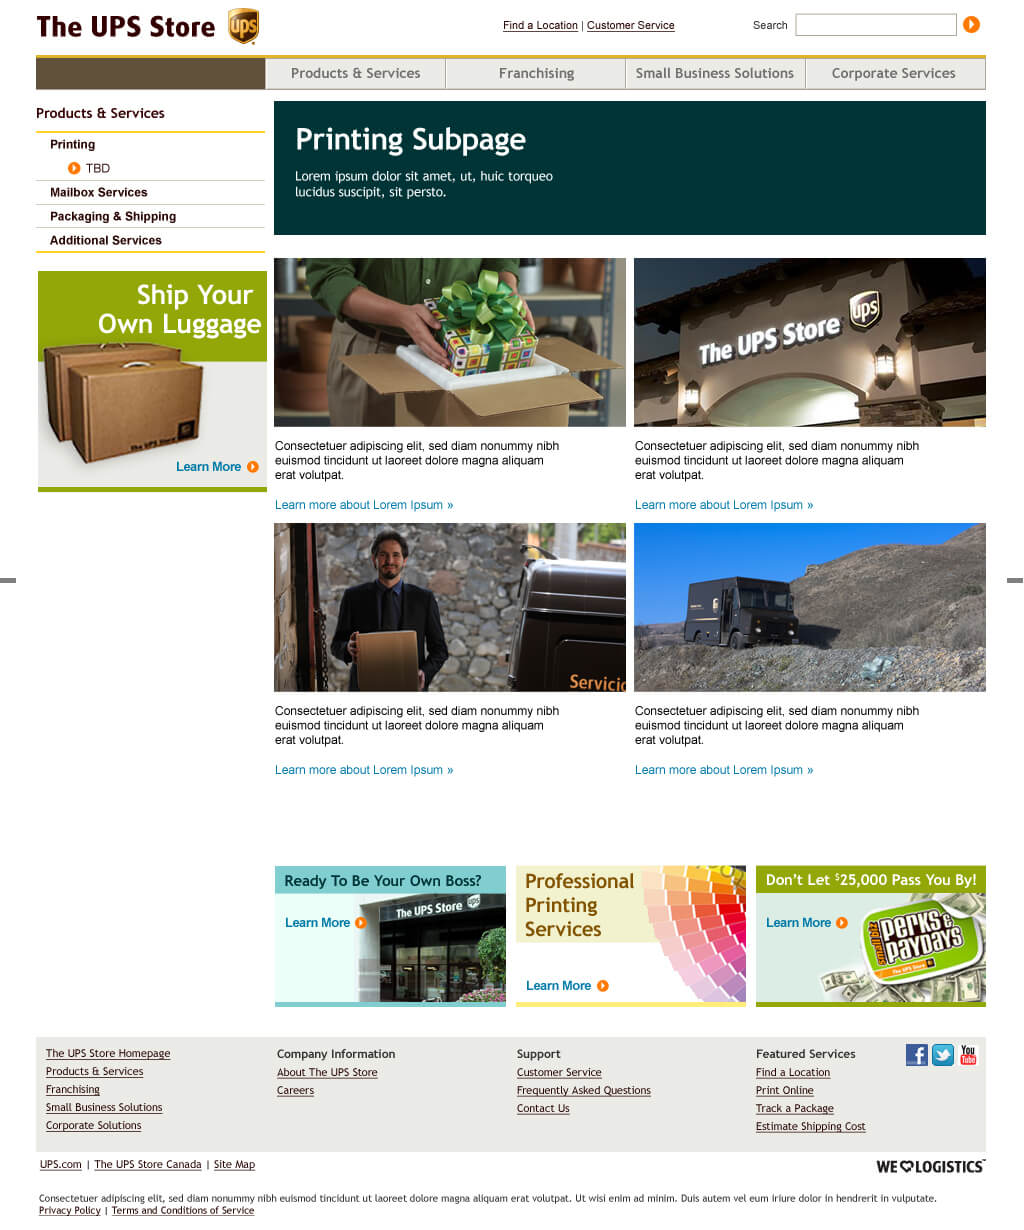 The UPS Store ups
Find a Location | Customer Service
Search
Products & Services
Franchising
Small Business Solutions
Corporate Services
Products & Services
Printing
TBD
Mailbox Services
Packaging & Shipping
Additional Services
Ship Your
Own Luggage
The UPS Store
Learn More
Printing Subpage
Lorem ipsum dolor sit amet, ut, huic torqueo
lucidus suscipit, sit persto.
The UPS Store ups
Consectetuer adipiscing elit, sed diam nonummy nibh
euismod tincidunt ut laoreet dolore magna aliquam
erat volutpat.
Learn more about Lorem Ipsum »
Consectetuer adipiscing elit, sed diam nonummy nibh
euismod tincidunt ut laoreet dolore magna aliquam
erat volutpat.
Learn more about Lorem Ipsum »
Servicio
Consectetuer adipiscing elit, sed diam nonummy nibh
euismod tincidunt ut laoreet dolore magna aliquam
erat volutpat.
Learn more about Lorem Ipsum »
Consectetuer adipiscing elit, sed diam nonummy nibh
euismod tincidunt ut laoreet dolore magna aliquam
erat volutpat.
Learn more about Lorem Ipsum »
Ready To Be Your Own Boss?
Learn More
The UPS Store ups
Professional
Printing
Services
Learn More
Don't Let $25,000 Pass You By!
Learn More
small biz
PERKS &
PAYDAYS
The UPS Store
The UPS Store Homepage
Products & Services
Franchising
Small Business Solutions
Corporate Solutions
Company Information
About The UPS Store
Careers
Support
Customer Service
Frequently Asked Questions
Contact Us
Featured Services
Find a Location
Print Online
Track a Package
Estimate Shipping Cost
f
You
Tube
UPS.com | The UPS Store Canada | Site Map
WE ♥ LOGISTICS™
Consectetuer adipiscing elit, sed diam nonummy nibh euismod tincidunt ut laoreet dolore magna aliquam erat volutpat. Ut wisi enim ad minim. Duis autem vel eum iriure dolor in hendrerit in vulputate.
Privacy Policy | Terms and Conditions of Service